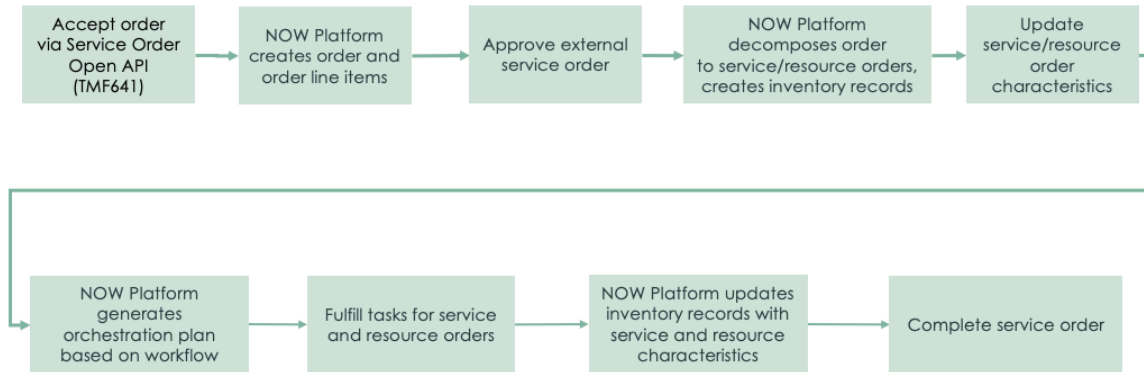 Accept order
via Service Order
Open API
(TMF641)
NOW Platform
creates order and
order line items
Approve external
service order
NOW Platform
decomposes order
to service/resource orders,
creates inventory records
Update
service/resource
order
characteristics
NOW Platform
generates
orchestration plan
based on workflow
Fulfill tasks for service
and resource orders
NOW Platform updates
inventory records with
service and resource
characteristics
Complete service order